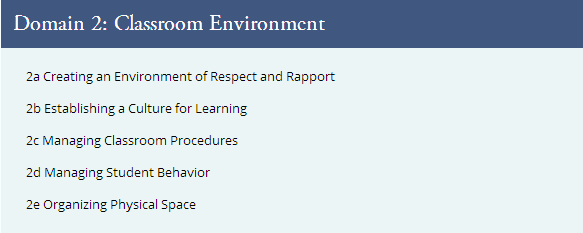 Domain 2: Classroom Environment
2a Creating an Environment of Respect and Rapport
2b Establishing a Culture for Learning
2c Managing Classroom Procedures
2d Managing Student Behavior
2e Organizing Physical Space